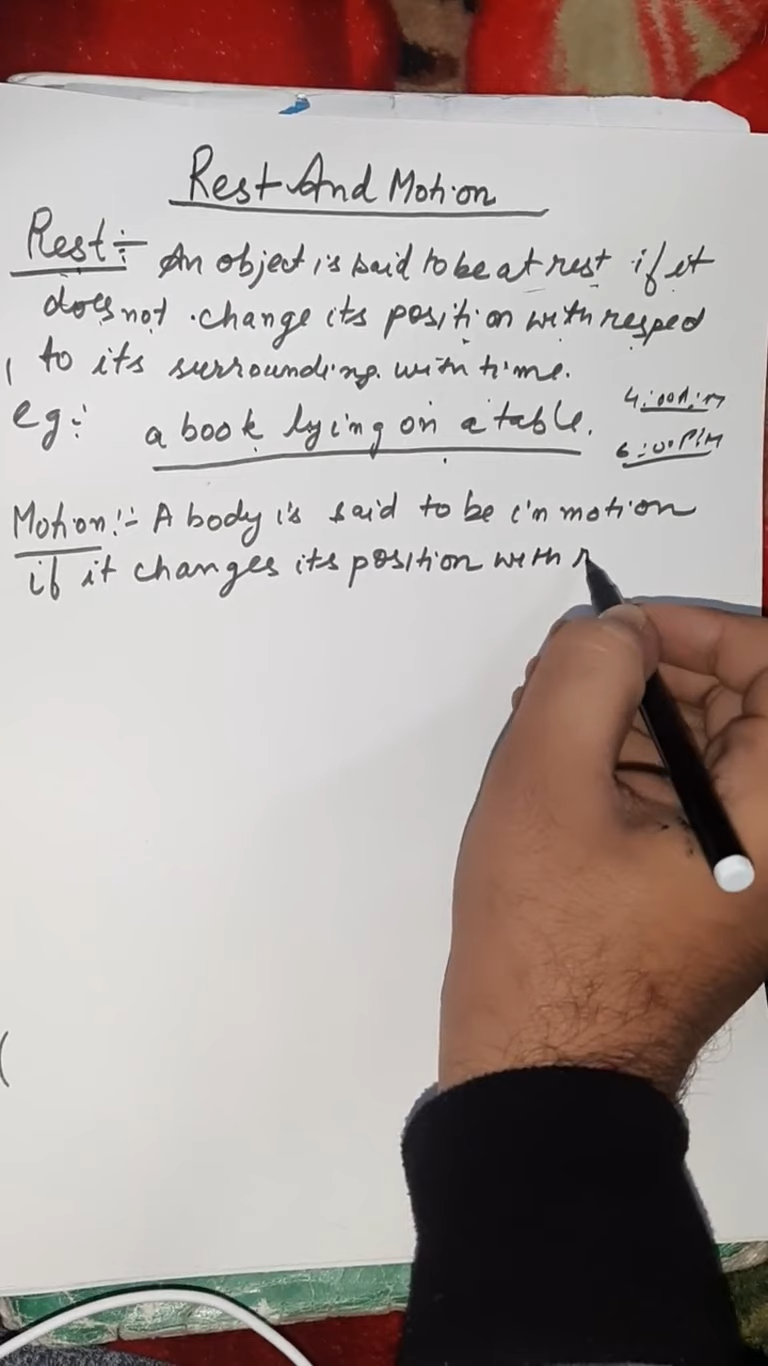 Rest And Motion
Rest:- An object is said to be at rest if it
does not change its position with respect
to its surrounding with time.
eg:- a book lying on a table.
4:00 P.M
6:00 P.M
Motion:- A body is said to be in motion
if it changes its position with r